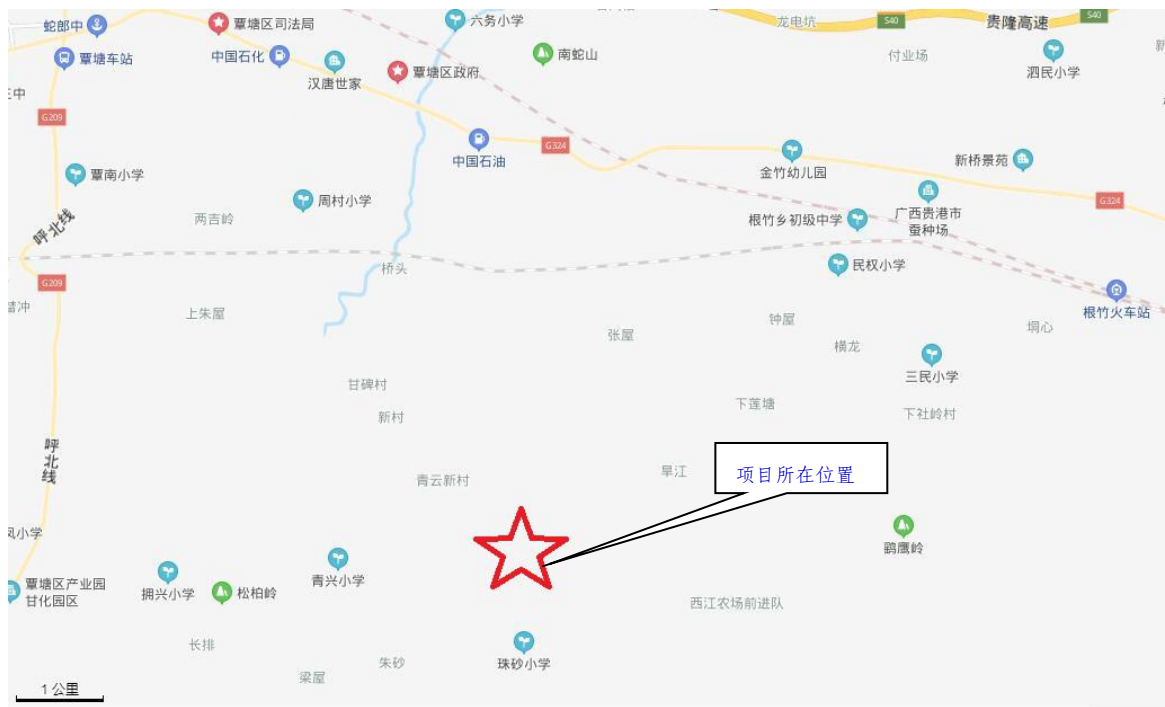 龙电坑
S40
贵隆高速
S40
蛇郎中
覃塘区司法局
六务小学
覃塘车站
中国石化
汉唐世家
覃塘区政府
南蛇山
付业场
泗民小学
三中
G209
中国石油
G324
金竹幼儿园
新桥景苑
覃南小学
周村小学
两吉岭
呼北线
根竹乡初级中学
广西贵港市
蚕种场
G324
桥头
民权小学
G209
上朱屋
根竹火车站
张屋
钟屋
横龙
垌心
三民小学
甘碑村
新村
下莲塘
下社岭村
呼北线
青云新村
旱江
项目所在位置
鹞鹰岭
凤小学
覃塘区产业园
甘化园区
拥兴小学
松柏岭
青兴小学
西江农场前进队
长排
梁屋
朱砂
珠砂小学
1公里